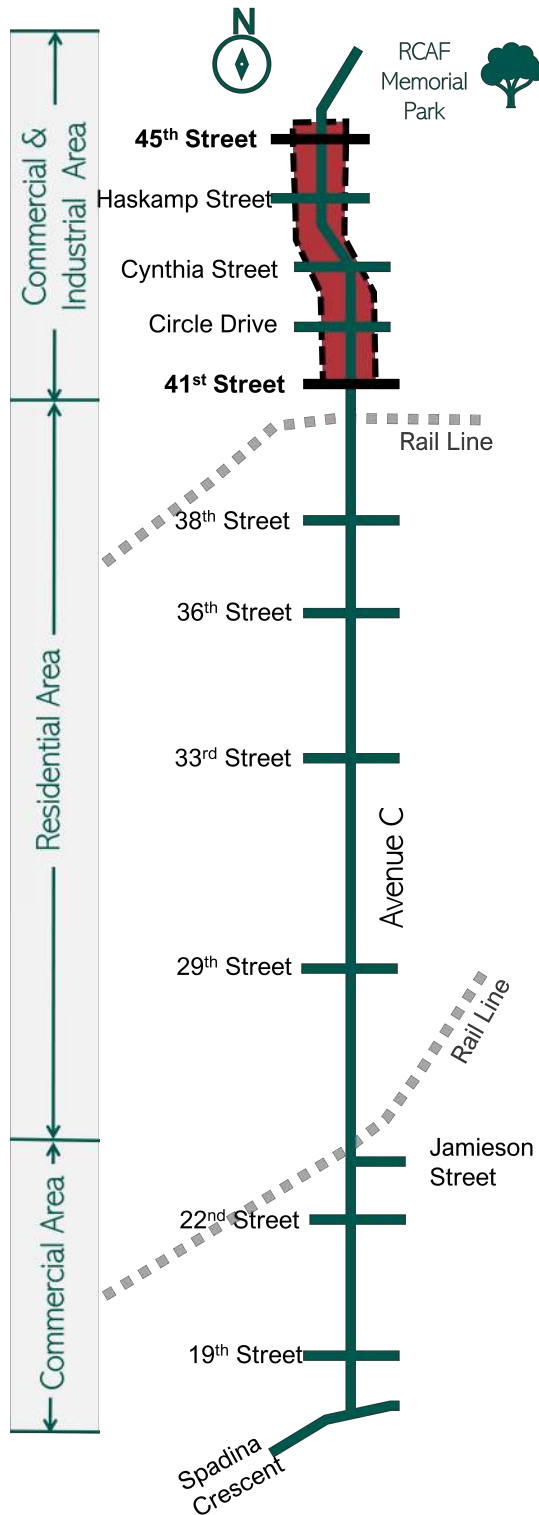 N
RCAF
Memorial
Park
Commercial &
Industrial Area
45th Street
Haskamp Street
Cynthia Street
Circle Drive
41st Street
Rail Line
38th Street
36th Street
Residential Area
33rd Street
Avenue C
29th Street
Rail Line
Jamieson
Street
22nd Street
Commercial Area
19th Street
Spadina
Crescent